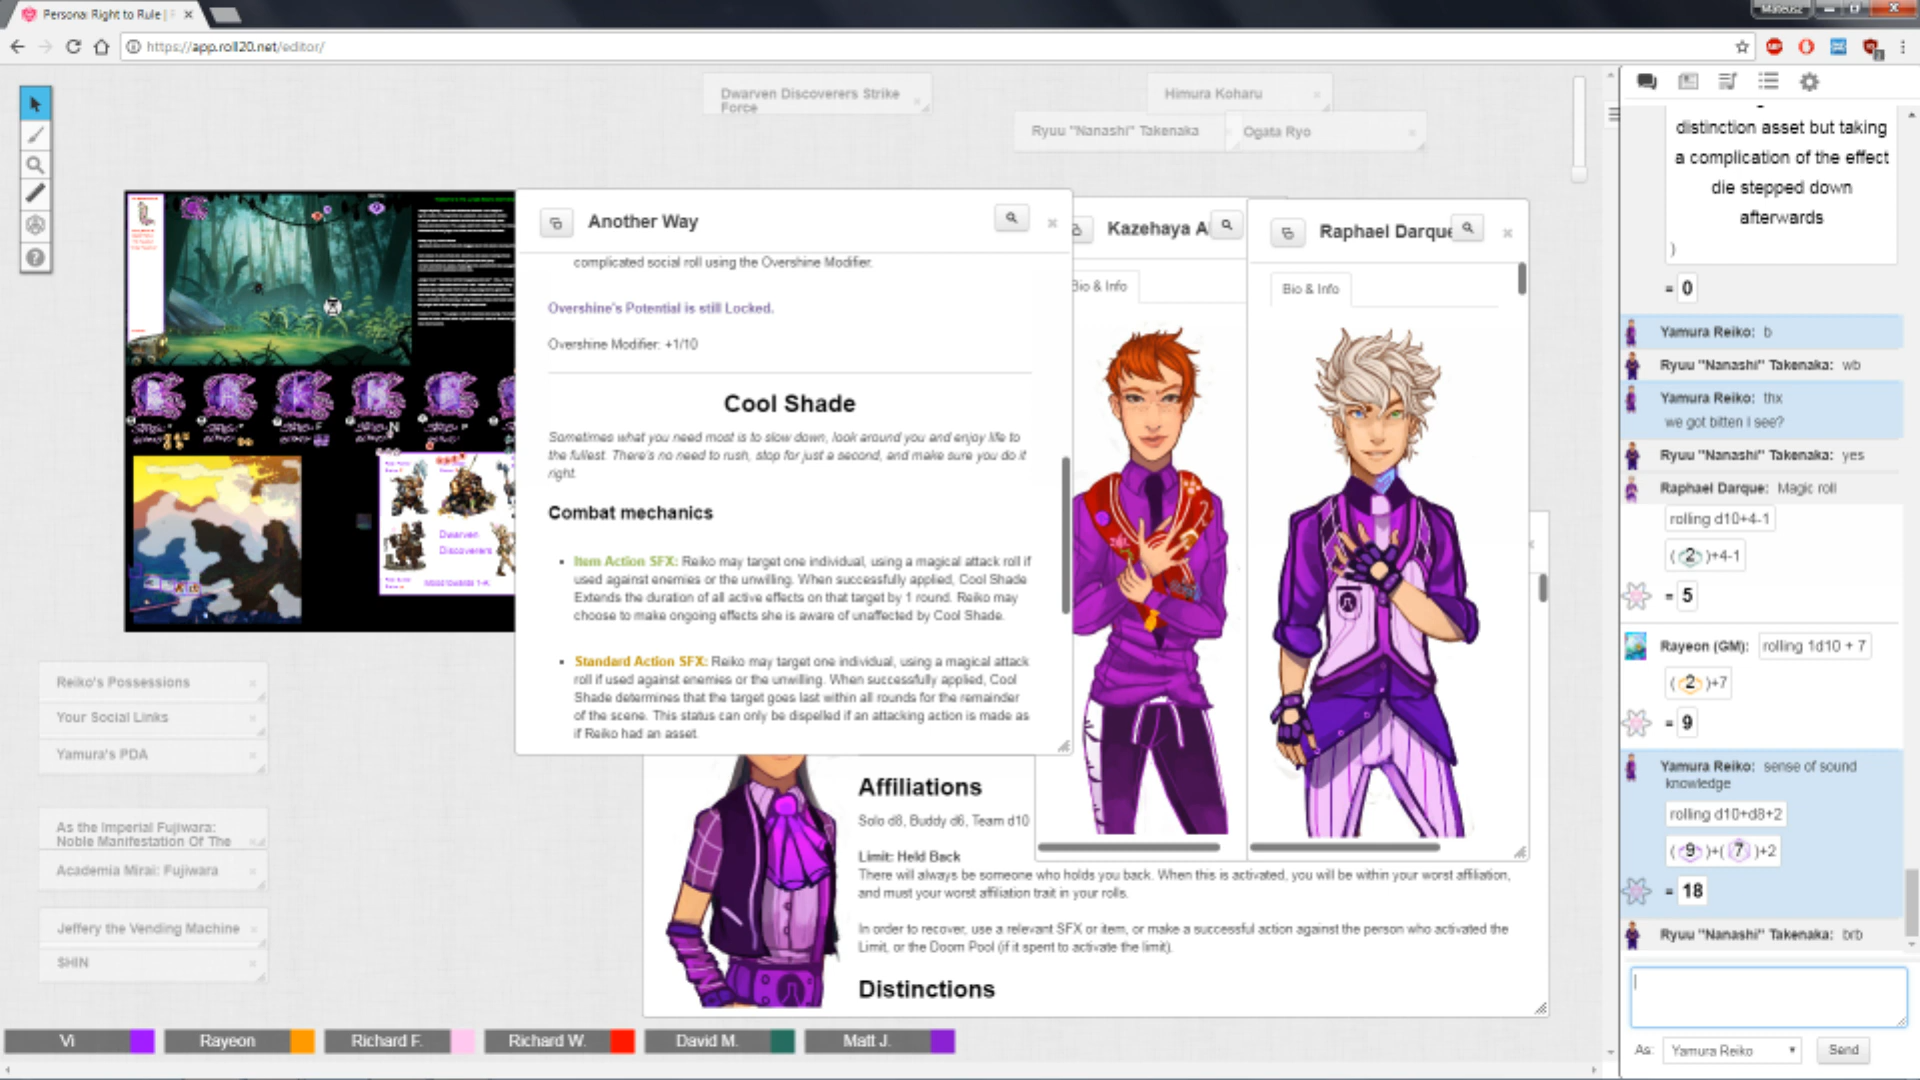 Persona: Right to Rule |
Mateusz
https://app.roll20.net/editor/
Dwarven Discoverers Strike
Force
Himura Koharu
Ryuu "Nanashi" Takenaka
Ogata Ryo
Another Way
complicated social roll using the Overshine Modifier.
Overshine's Potential is still Locked.
Overshine Modifier: +1/10
Cool Shade
Sometimes what you need most is to slow down, look around you and enjoy life to
the fullest. There's no need to rush, stop for just a second, and make sure you do it
right.
Combat mechanics
Item Action SFX: Reiko may target one individual, using a magical attack roll if
used against enemies or the unwilling. When successfully applied, Cool Shade
Extends the duration of all active effects on that target by 1 round. Reiko may
choose to make ongoing effects she is aware of unaffected by Cool Shade.
Standard Action SFX: Reiko may target one individual, using a magical attack
roll if used against enemies or the unwilling. When successfully applied, Cool
Shade determines that the target goes last within all rounds for the remainder
of the scene. This status can only be dispelled if an attacking action is made as
if Reiko had an asset.
Kazehaya A
Bio & Info
Raphael Darque
Bio & Info
Dwarven
Discoverers
Reiko's Possessions
Your Social Links
Yamura's PDA
As the Imperial Fujiwara:
Noble Manifestation Of The
Academia Mirai: Fujiwara
Jeffery the Vending Machine
SHIN
Affiliations
Solo d8, Buddy d6, Team d10
Limit: Held Back
There will always be someone who holds you back. When this is activated, you will be within your worst affiliation,
and must your worst affiliation trait in your rolls.
In order to recover, use a relevant SFX or item, or make a successful action against the person who activated the
Limit, or the Doom Pool (if it spent to activate the limit).
Distinctions
Vi
Rayeon
Richard F.
Richard W.
David M.
Matt J.
distinction asset but taking
a complication of the effect
die stepped down
afterwards
)
= 0
Yamura Reiko: b
Ryuu "Nanashi" Takenaka: wb
Yamura Reiko: thx
we got bitten I see?
Ryuu "Nanashi" Takenaka: yes
Raphael Darque: Magic roll
rolling d10+4-1
(2)+4-1
= 5
Rayeon (GM): rolling 1d10 + 7
(2)+7
= 9
Yamura Reiko: sense of sound
knowledge
rolling d10+d8+2
(9)+(7)+2
= 18
Ryuu "Nanashi" Takenaka: brb
As: Yamura Reiko
Send